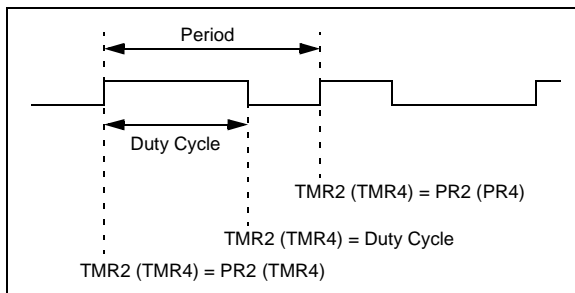 Period
Duty Cycle
TMR2 (TMR4) = PR2 (PR4)
TMR2 (TMR4) = Duty Cycle
TMR2 (TMR4) = PR2 (TMR4)